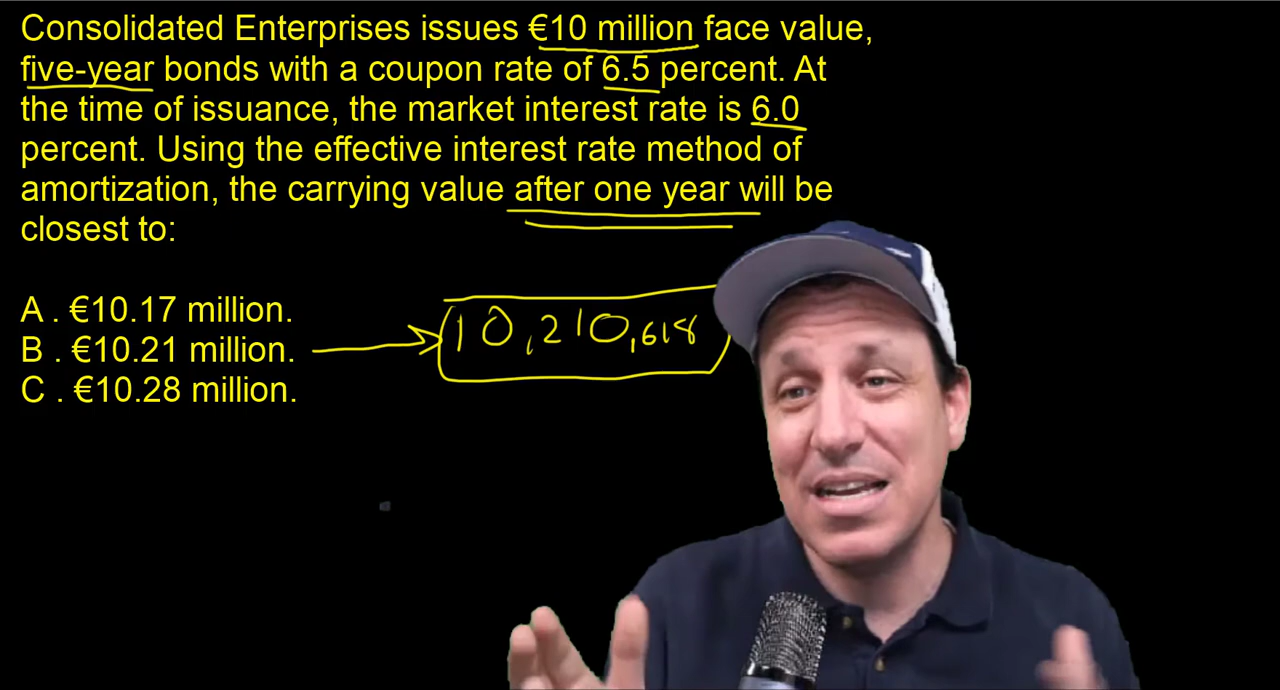 Consolidated Enterprises issues €10 million face value,
five-year bonds with a coupon rate of 6.5 percent. At
the time of issuance, the market interest rate is 6.0
percent. Using the effective interest rate method of
amortization, the carrying value after one year will be
closest to:
A . €10.17 million.
B . €10.21 million.
C . €10.28 million.
10,210,618